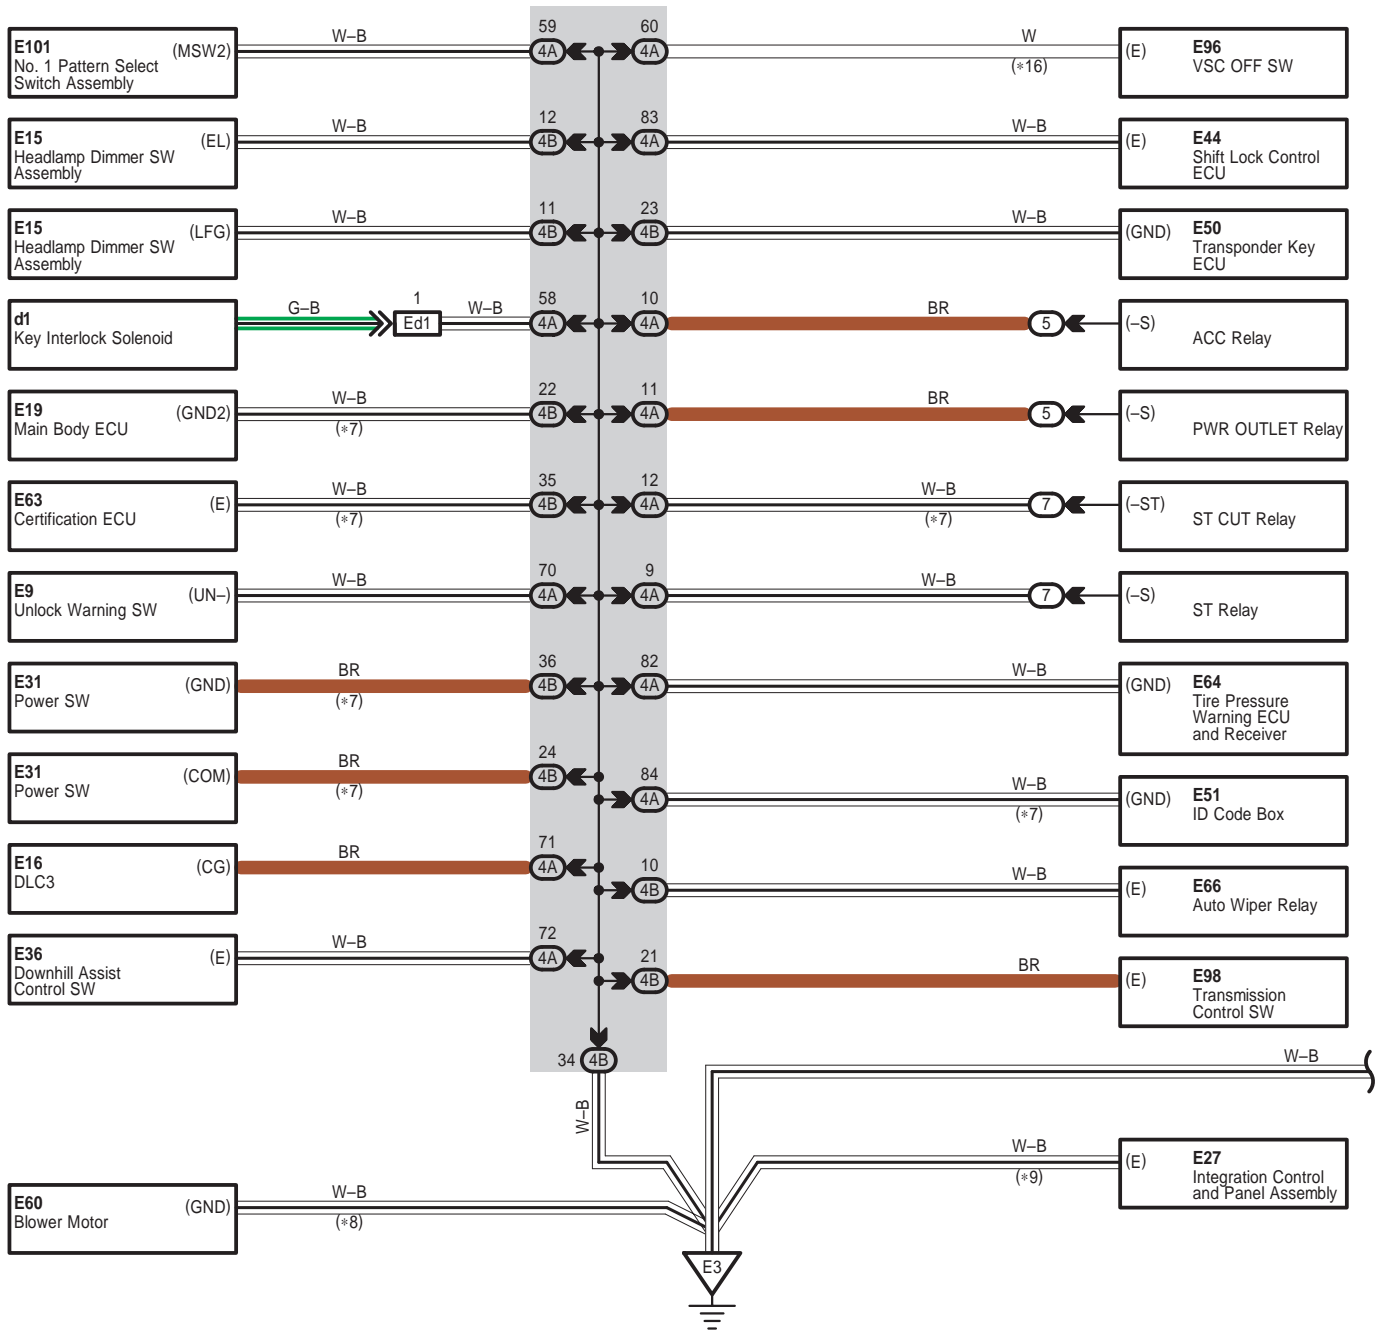 59 60
E101 (MSW2) W–B 4A 4A W (*16) (E) E96
No. 1 Pattern Select VSC OFF SW
Switch Assembly
12 83
E15 (EL) W–B 4B 4A W–B (E) E44
Headlamp Dimmer SW Shift Lock Control
Assembly ECU
11 23
E15 (LFG) W–B 4B 4B W–B (GND) E50
Headlamp Dimmer SW Transponder Key
Assembly ECU
1 58 10
d1 G–B Ed1 W–B 4A 4A BR 5 (–S)
Key Interlock Solenoid ACC Relay
22 11
E19 (GND2) W–B 4B 4A BR 5 (–S)
Main Body ECU (*7) PWR OUTLET Relay
35 12
E63 (E) W–B 4B 4A W–B 7 (–ST)
Certification ECU (*7) (*7) ST CUT Relay
70 9
E9 (UN–) W–B 4A 4A W–B 7 (–S)
Unlock Warning SW ST Relay
36 82
E31 (GND) BR 4B 4A W–B (GND) E64
Power SW (*7) Tire Pressure
Warning ECU
and Receiver
24 84
E31 (COM) BR 4B 4A W–B (GND) E51
Power SW (*7) (*7) ID Code Box
71 10
E16 (CG) BR 4A 4B W–B (E) E66
DLC3 Auto Wiper Relay
72 21
E36 (E) W–B 4A 4B BR (E) E98
Downhill Assist Transmission
Control SW Control SW
34 4B W–B
W–B
W–B (E) E27
(*9) Integration Control
and Panel Assembly
E60 (GND) W–B
Blower Motor (*8)
E3